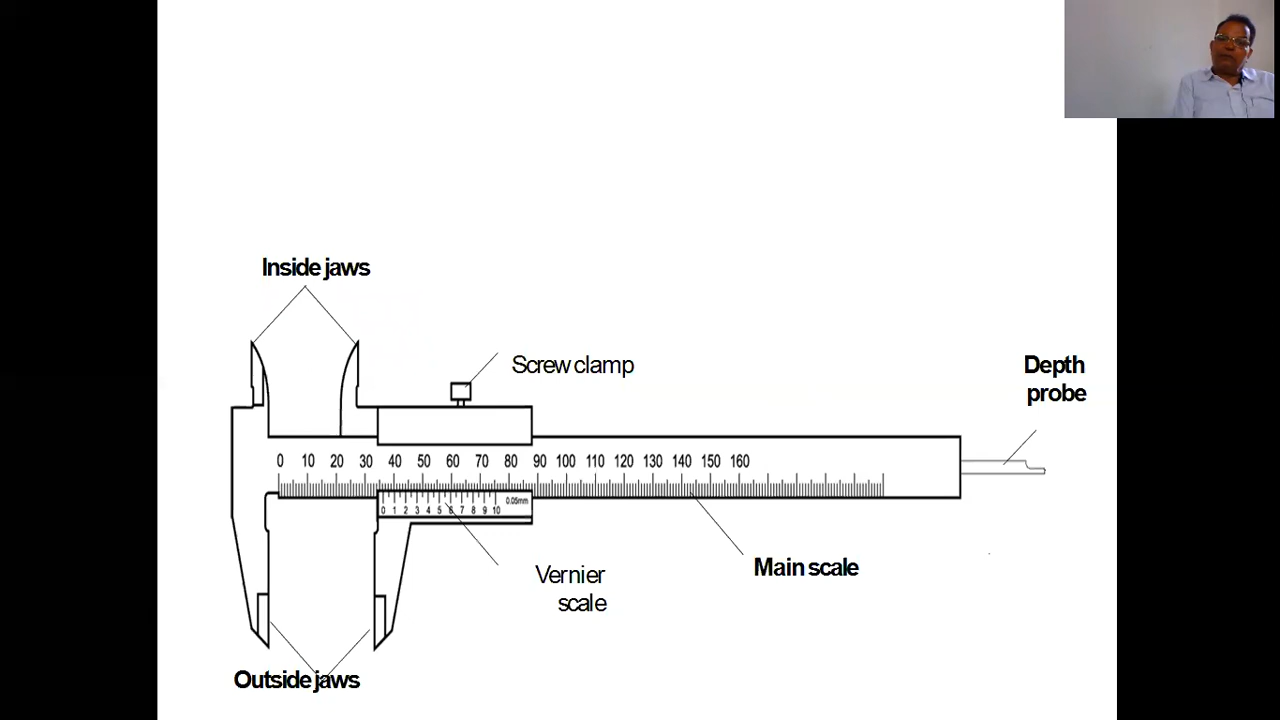 Inside jaws
Screw clamp
Depth
probe
0 10 20 30 40 50 60 70 80 90 100 110 120 130 140 150 160
0 1 2 3 4 5 6 7 8 9 10 0.05mm
Main scale
Vernier
scale
Outside jaws